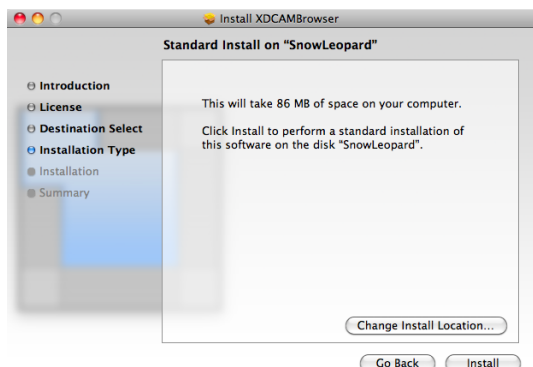 Install XDCAMBrowser
Standard Install on “SnowLeopard”
Introduction
License
Destination Select
Installation Type
Installation
Summary
This will take 86 MB of space on your computer.
Click Install to perform a standard installation of
this software on the disk "SnowLeopard".
Change Install Location...
Go Back Install